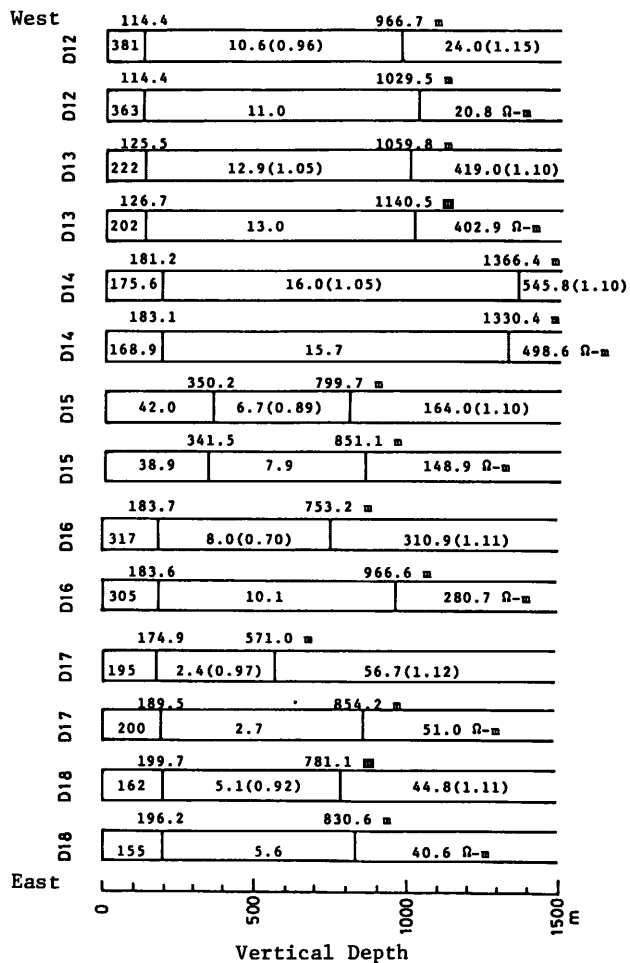 West
114.4 966.7 m
D12 381 10.6(0.96) 24.0(1.15)
114.4 1029.5 m
D12 363 11.0 20.8 Ω-m
125.5 1059.8 m
D13 222 12.9(1.05) 419.0(1.10)
126.7 1140.5 m
D13 202 13.0 402.9 Ω-m
181.2 1366.4 m
D14 175.6 16.0(1.05) 545.8(1.10)
183.1 1330.4 m
D14 168.9 15.7 498.6 Ω-m
350.2 799.7 m
D15 42.0 6.7(0.89) 164.0(1.10)
341.5 851.1 m
D15 38.9 7.9 148.9 Ω-m
183.7 753.2 m
D16 317 8.0(0.70) 310.9(1.11)
183.6 966.6 m
D16 305 10.1 280.7 Ω-m
174.9 571.0 m
D17 195 2.4(0.97) 56.7(1.12)
189.5 854.2 m
D17 200 2.7 51.0 Ω-m
199.7 781.1 m
D18 162 5.1(0.92) 44.8(1.11)
196.2 830.6 m
D18 155 5.6 40.6 Ω-m
East
0 500 1000 1500
m
Vertical Depth